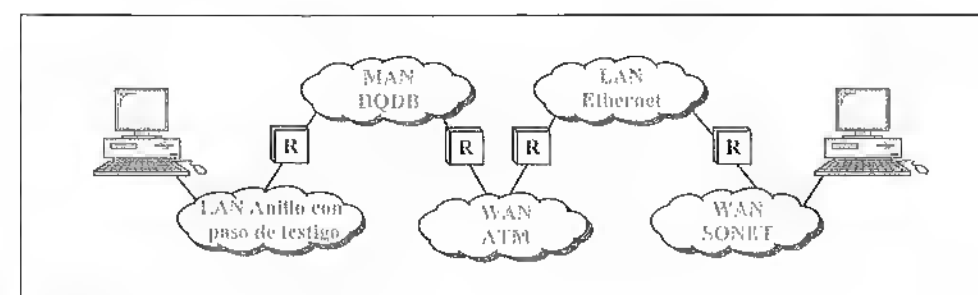 MAN
DQDB
LAN
Ethernet
R
R
R
R
LAN Anillo con
paso de testigo
WAN
ATM
WAN
SONET